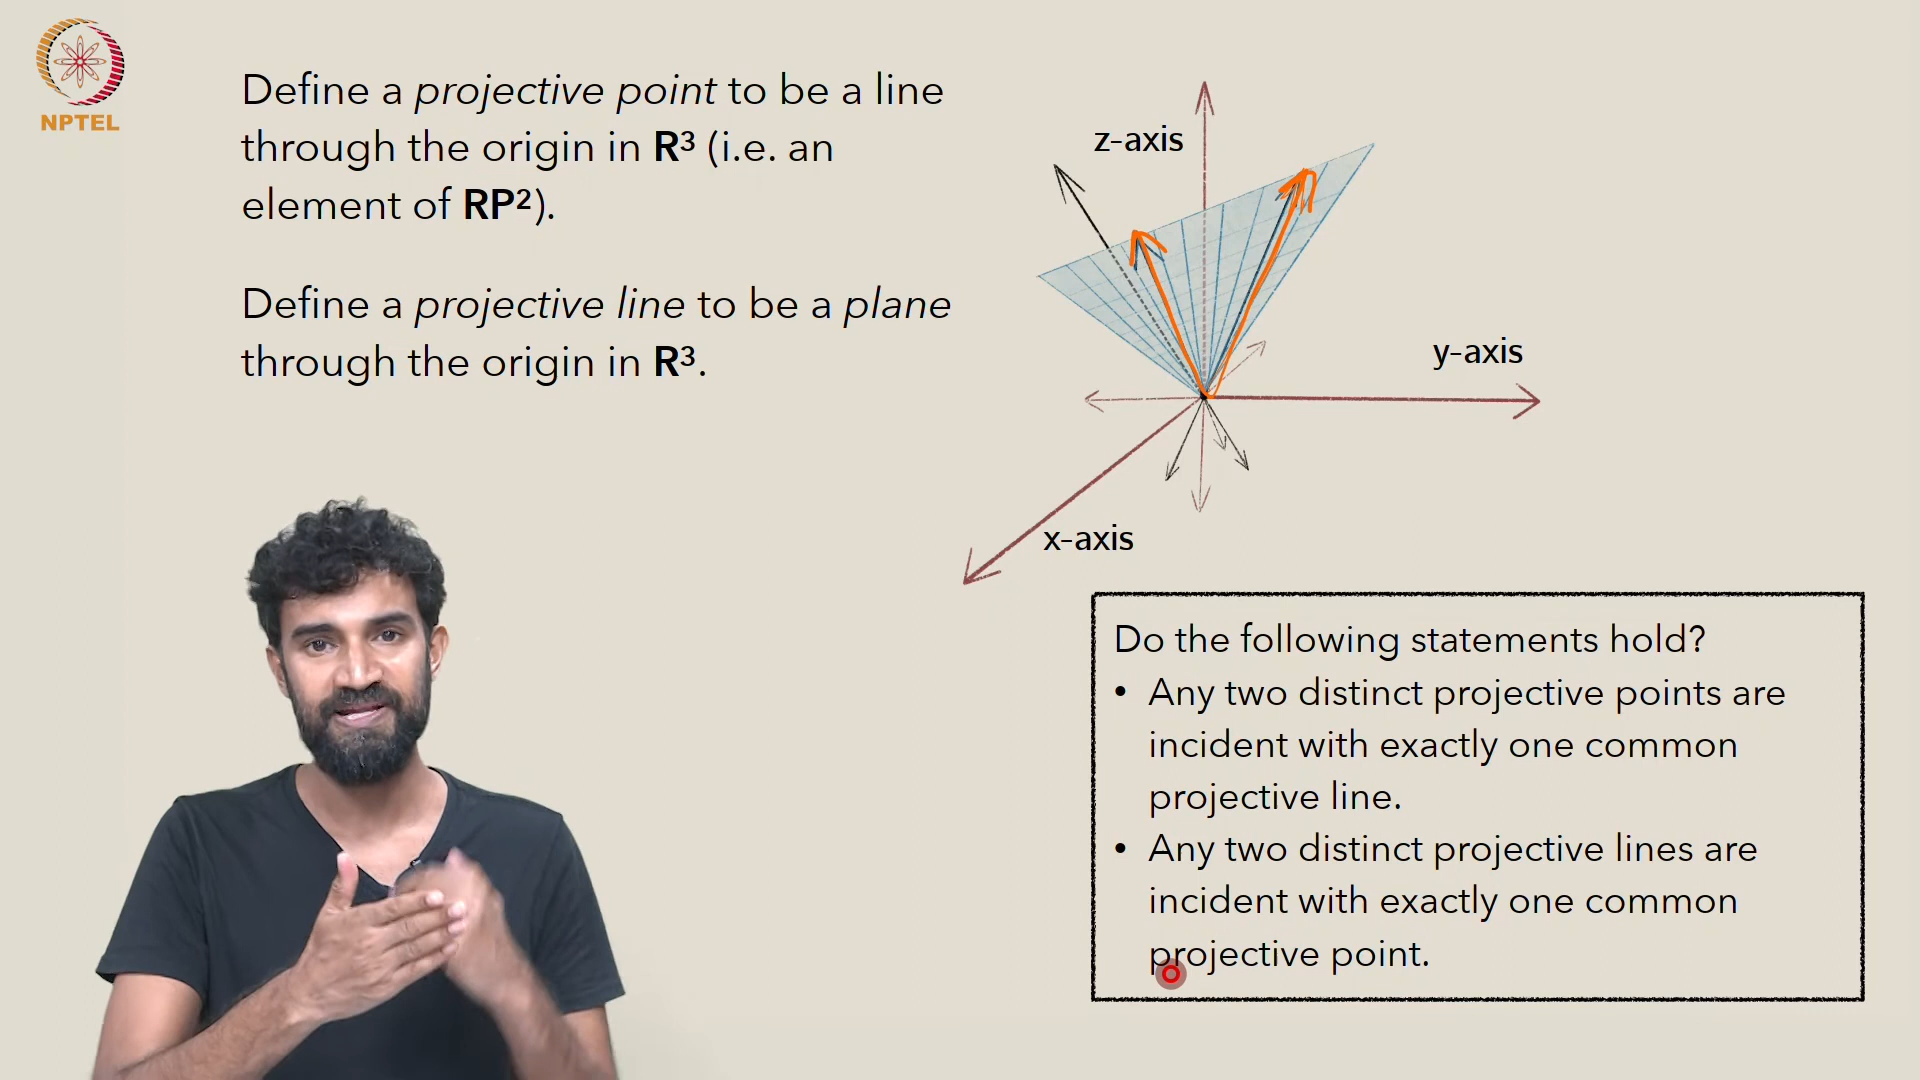 NPTEL
Define a projective point to be a line
through the origin in R³ (i.e. an
element of RP²).
Define a projective line to be a plane
through the origin in R³.
z-axis
y-axis
x-axis
Do the following statements hold?
• Any two distinct projective points are
incident with exactly one common
projective line.
• Any two distinct projective lines are
incident with exactly one common
projective point.